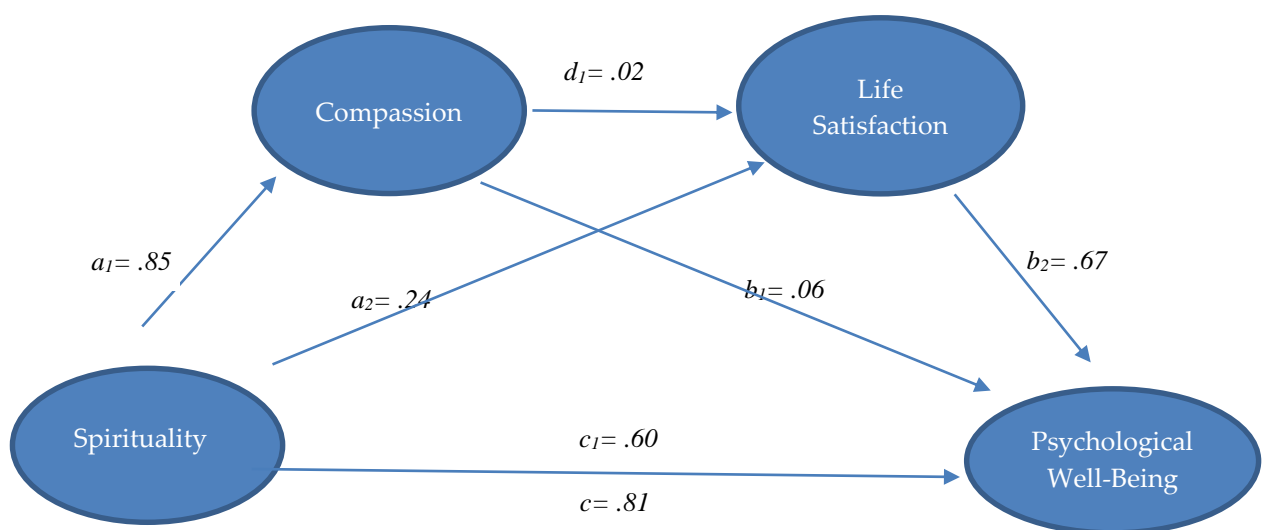 d₁= .02
Compassion
Life
Satisfaction
a₁= .85
a₂= .24
b₁= .06
b₂= .67
Spirituality
c₁= .60
c= .81
Psychological
Well-Being